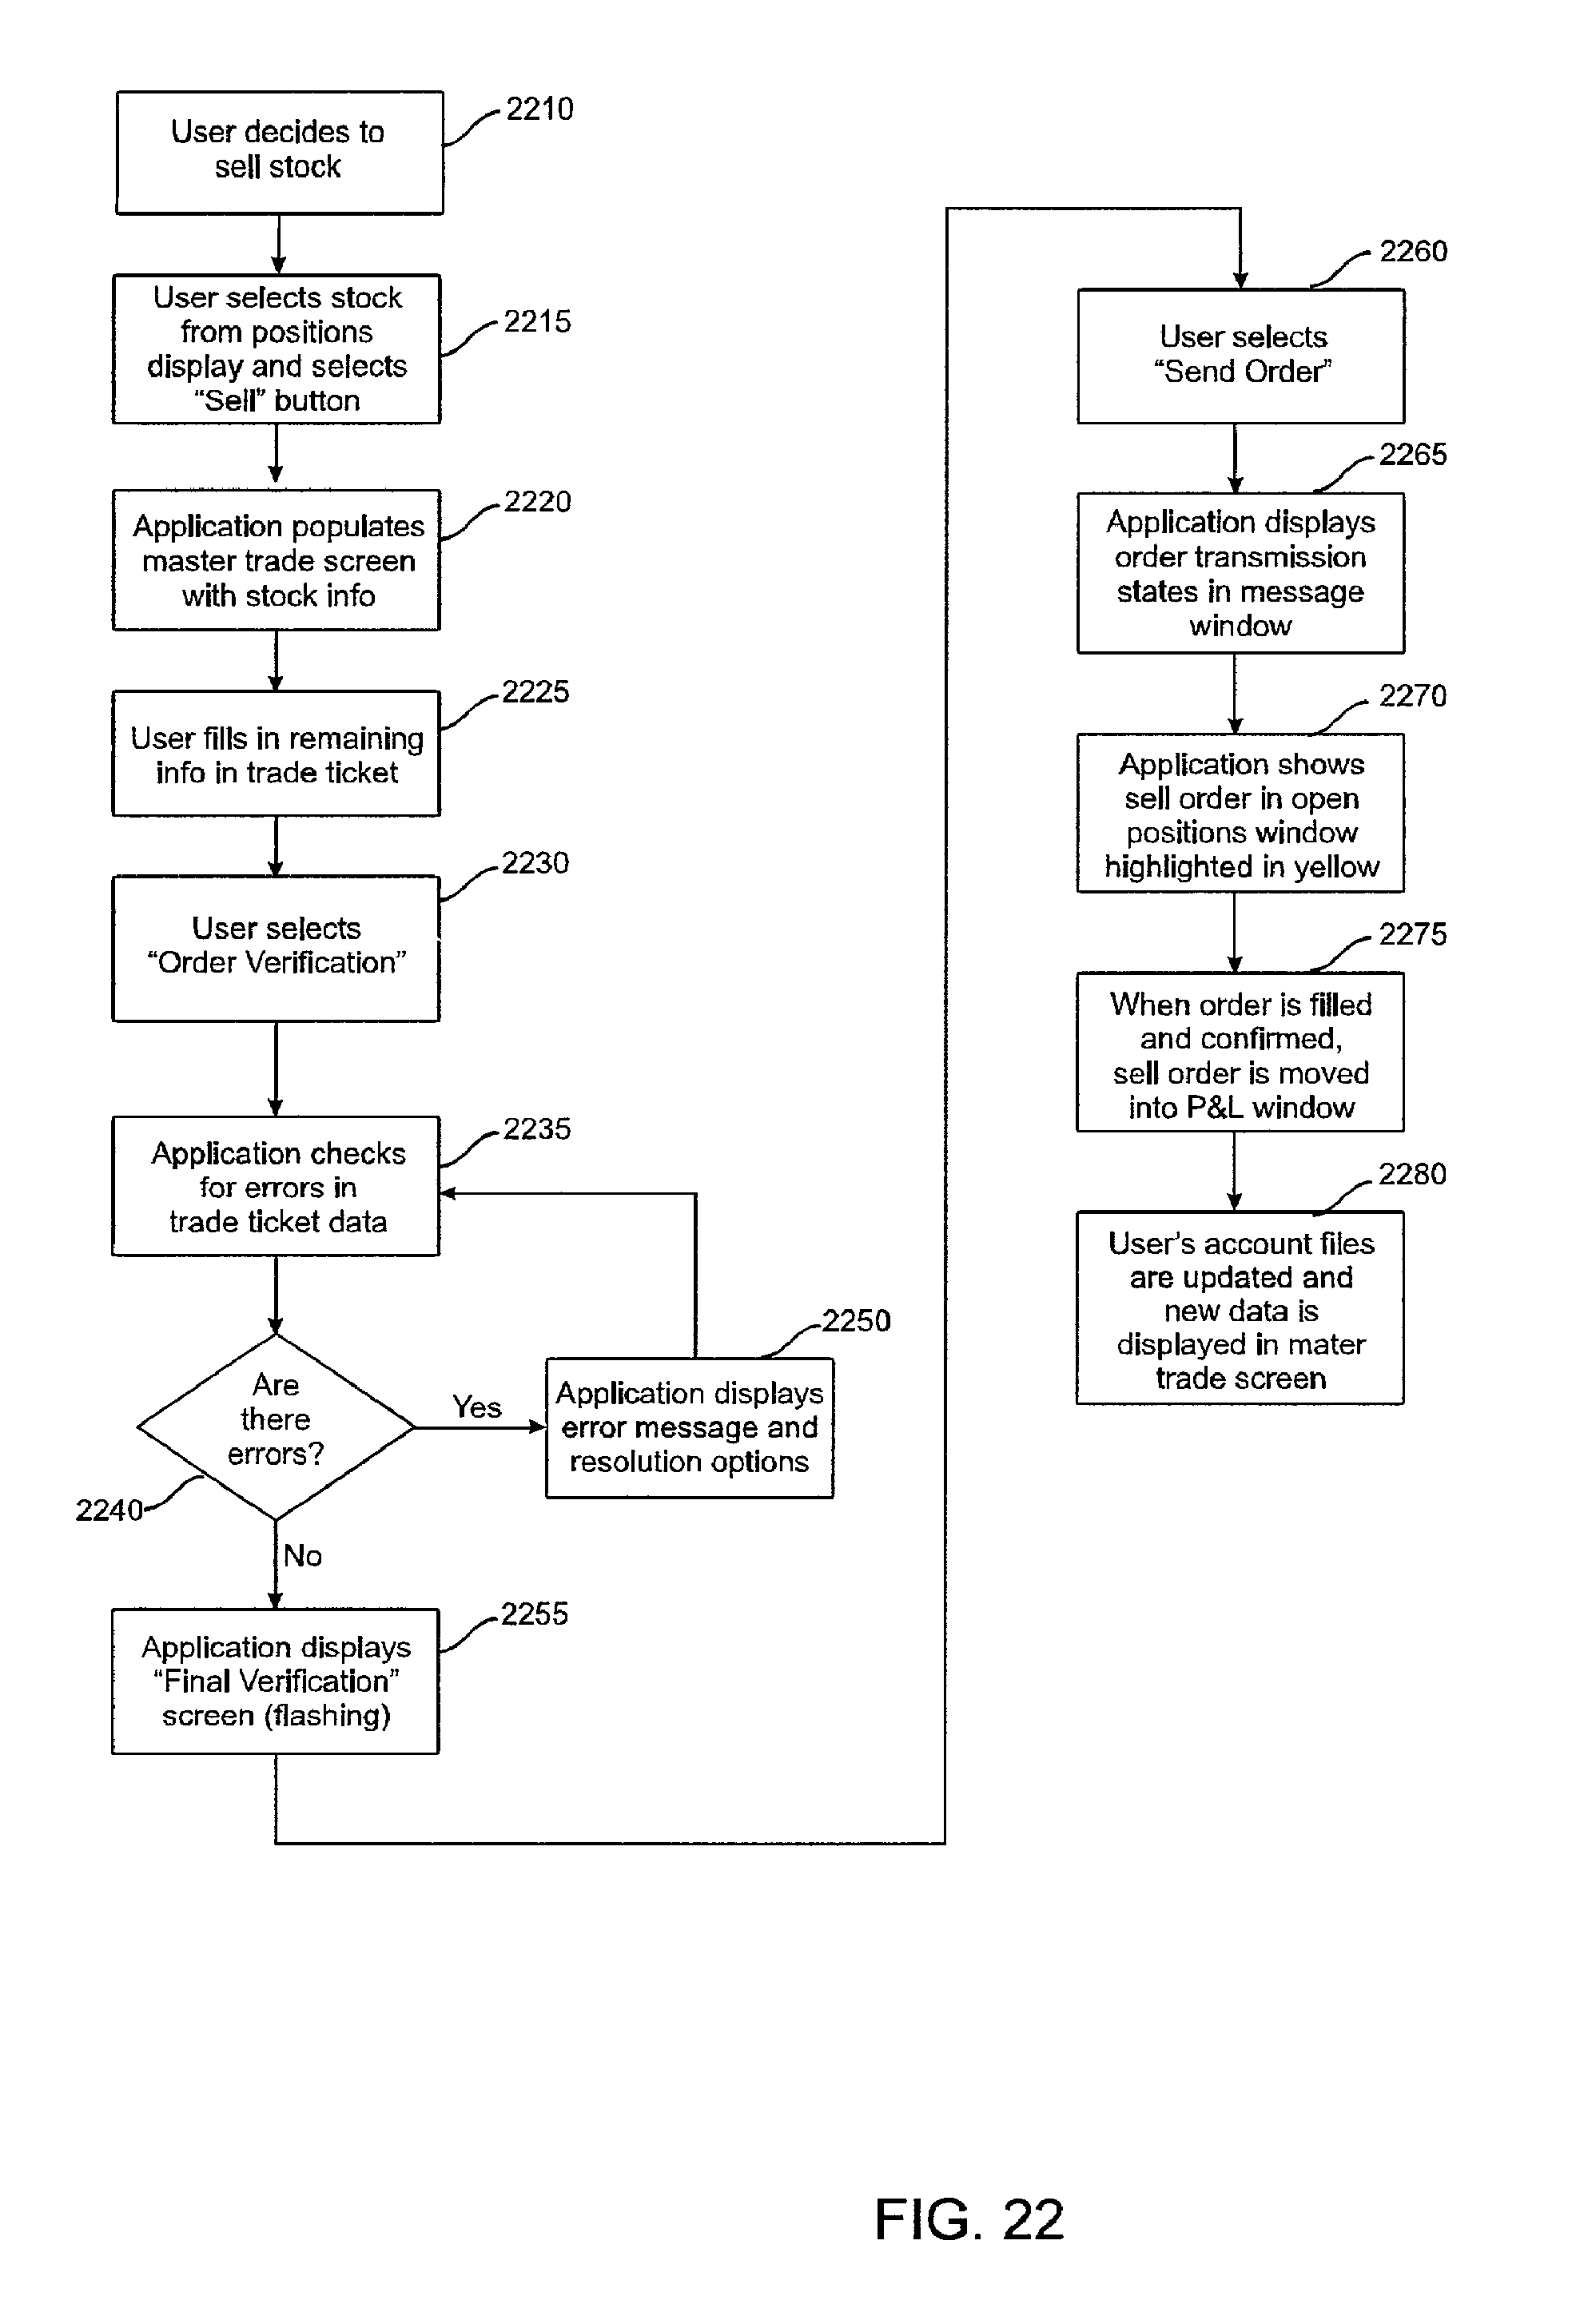 2210
User decides to
sell stock
2215
User selects stock
from positions
display and selects
“Sell” button
2220
Application populates
master trade screen
with stock info
2225
User fills in remaining
info in trade ticket
2230
User selects
“Order Verification”
2235
Application checks
for errors in
trade ticket data
Are
there
errors?
2240
Yes
2250
Application displays
error message and
resolution options
No
2255
Application displays
“Final Verification”
screen (flashing)
2260
User selects
“Send Order”
2265
Application displays
order transmission
states in message
window
2270
Application shows
sell order in open
positions window
highlighted in yellow
2275
When order is filled
and confirmed,
sell order is moved
into P&L window
2280
User's account files
are updated and
new data is
displayed in mater
trade screen
FIG. 22